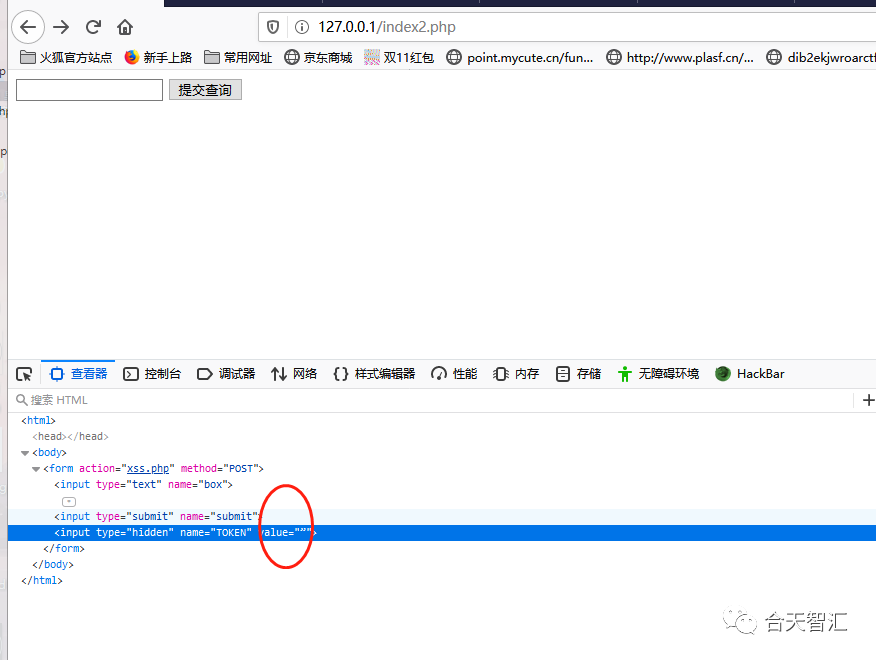 127.0.0.1/index2.php
火狐官方站点 新手上路 常用网址 京东商城 双11红包 point.mycute.cn/fun... http://www.plasf.cn/... dib2ekjwroarctf
提交查询
查看器 控制台 调试器 网络 样式编辑器 性能 内存 存储 无障碍环境 HackBar
搜索 HTML
<html>
<head></head>
<body>
<form action="xss.php" method="POST">
<input type="text" name="box">
<input type="submit" name="submit">
<input type="hidden" name="TOKEN" value="">
</form>
</body>
</html>
合天智汇